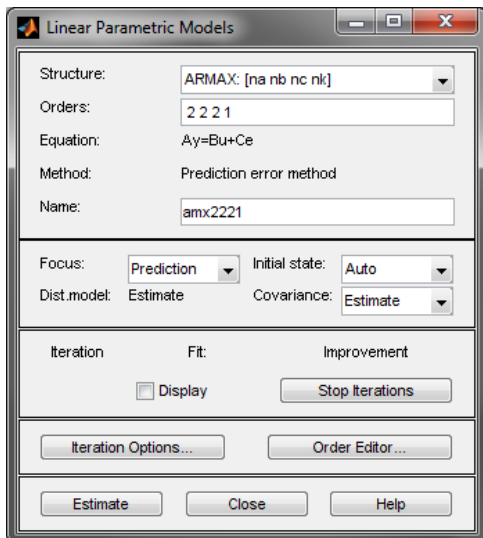 Linear Parametric Models
Structure: ARMAX: [na nb nc nk]
Orders: 2 2 2 1
Equation: Ay=Bu+Ce
Method: Prediction error method
Name: amx2221
Focus: Prediction Initial state: Auto
Dist.model: Estimate Covariance: Estimate
Iteration Fit: Improvement
Display Stop Iterations
Iteration Options... Order Editor...
Estimate Close Help